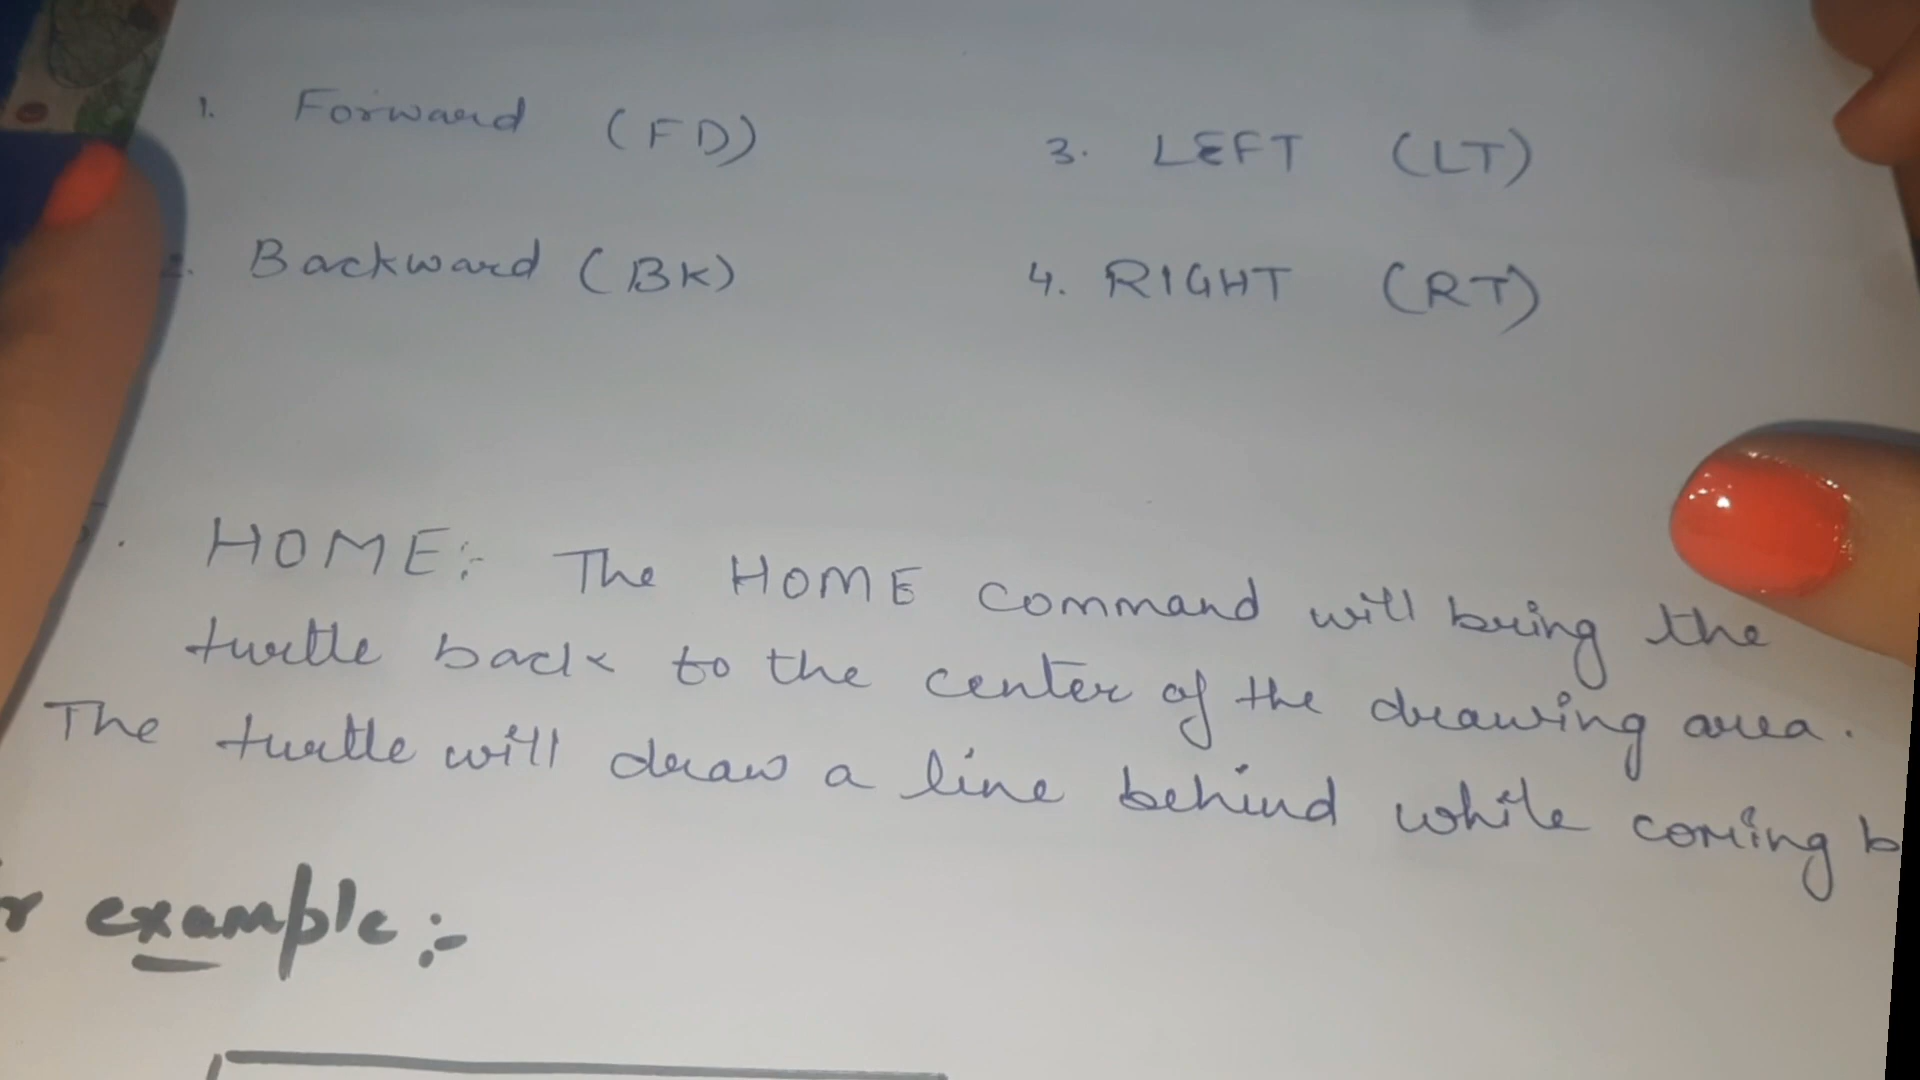 1. Forward (FD)
2. Backward (BK)
3. LEFT (LT)
4. RIGHT (RT)
HOME:- The HOME command will bring the
turtle back to the center of the drawing area.
The turtle will draw a line behind while coming b
r example:-